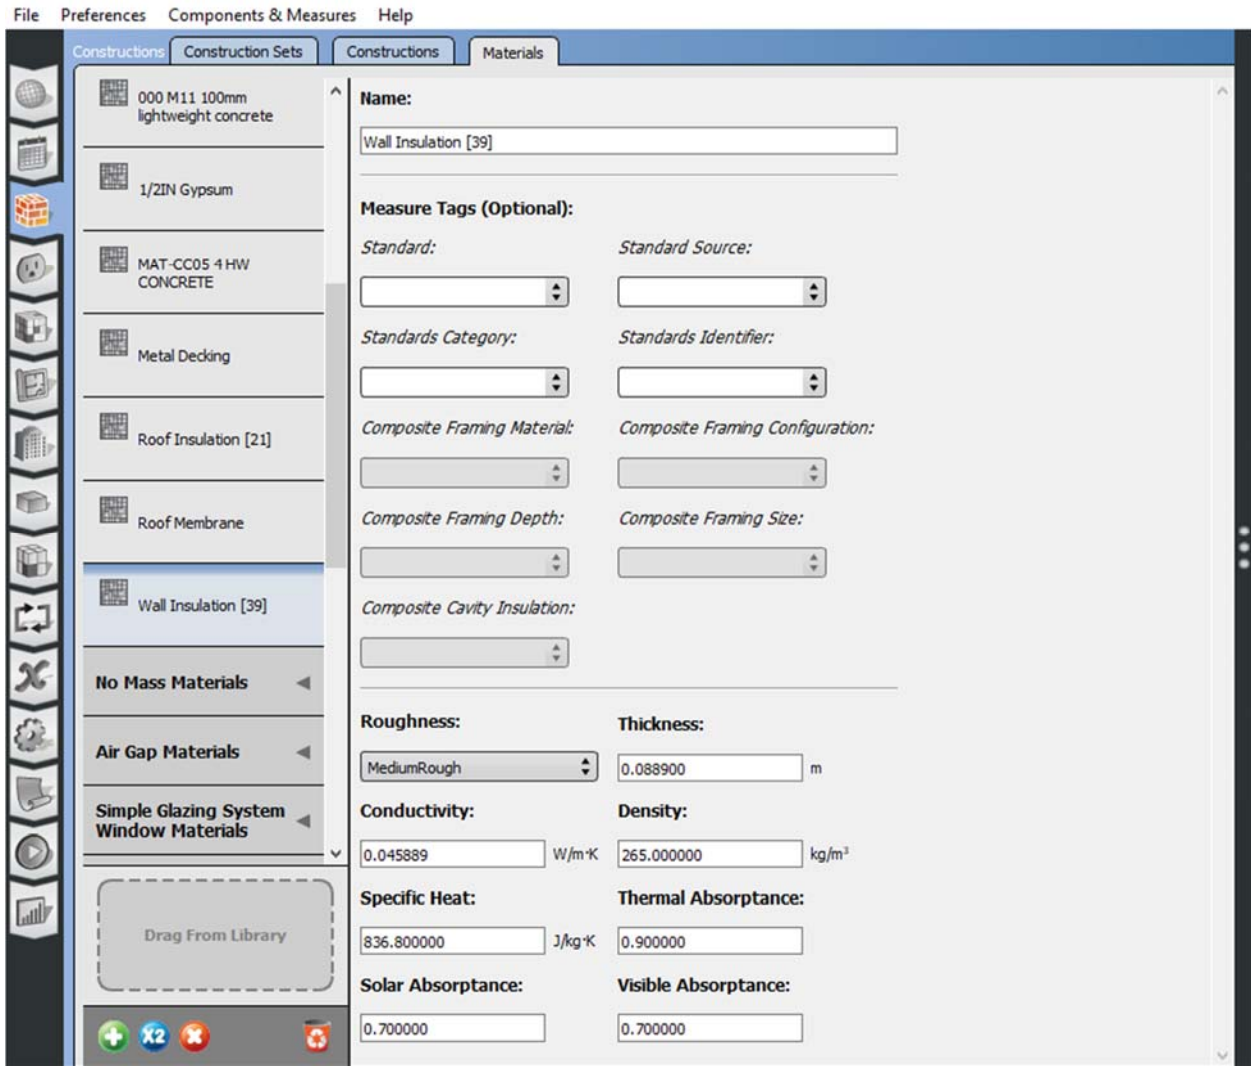 File Preferences Components & Measures Help
Constructions Construction Sets Constructions Materials
000 M11 100mm
lightweight concrete
1/2IN Gypsum
MAT-CC05 4 HW
CONCRETE
Metal Decking
Roof Insulation [21]
Roof Membrane
Wall Insulation [39]
No Mass Materials
Air Gap Materials
Simple Glazing System
Window Materials
Drag From Library
X2
Name:
Wall Insulation [39]
Measure Tags (Optional):
Standard: Standard Source:
Standards Category: Standards Identifier:
Composite Framing Material: Composite Framing Configuration:
Composite Framing Depth: Composite Framing Size:
Composite Cavity Insulation:
Roughness: Thickness:
MediumRough 0.088900 m
Conductivity: Density:
0.045889 W/m·K 265.000000 kg/m³
Specific Heat: Thermal Absorptance:
836.800000 J/kg·K 0.900000
Solar Absorptance: Visible Absorptance:
0.700000 0.700000